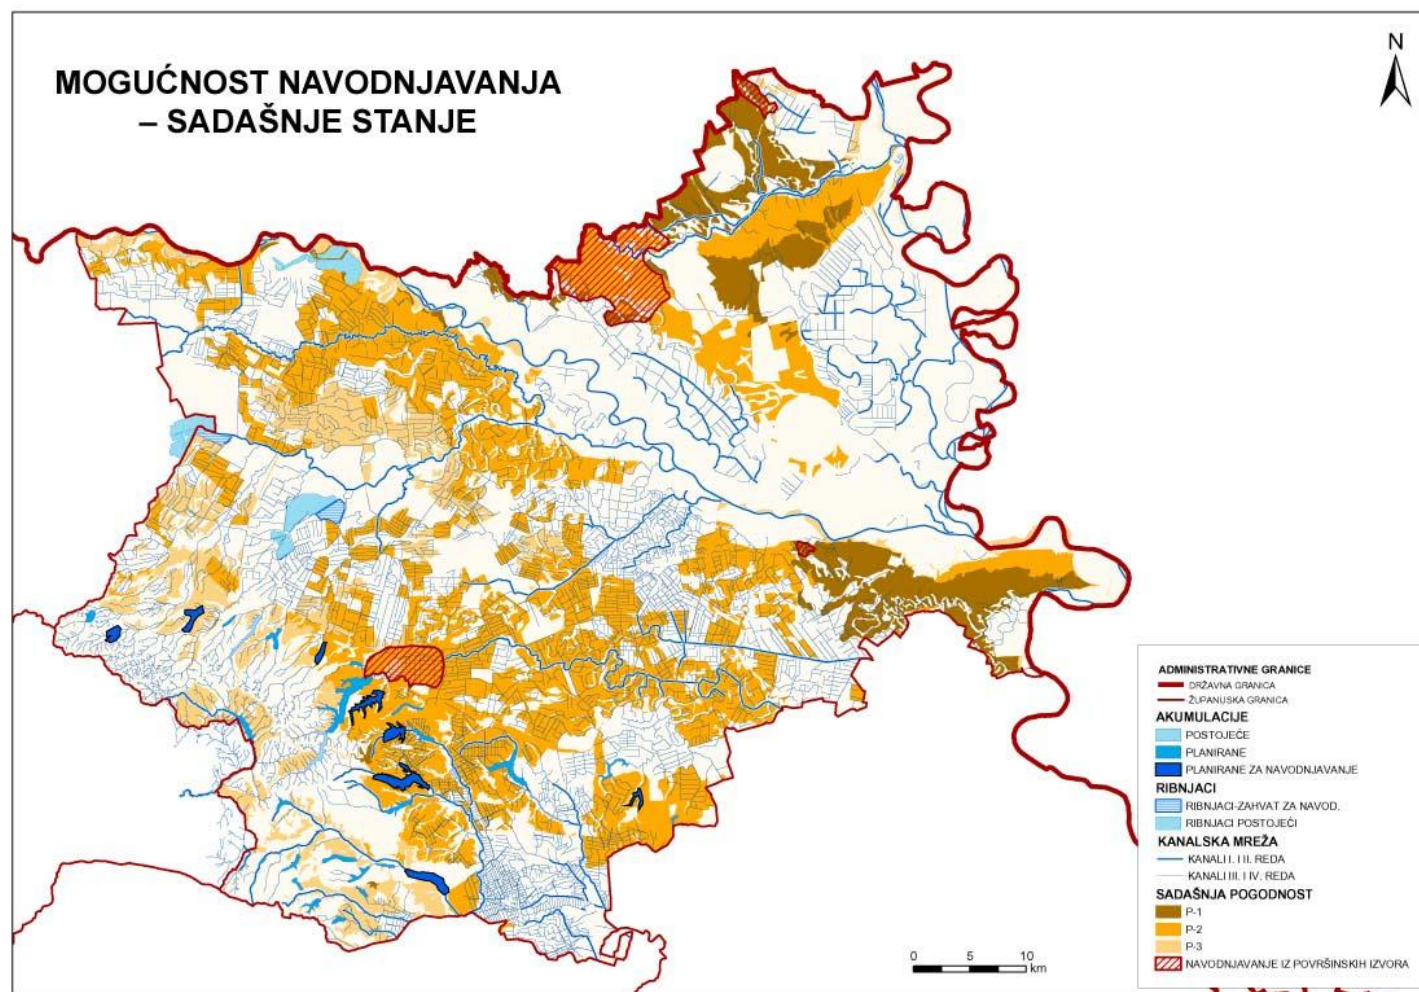 MOGUĆNOST NAVODNJAVANJA
– SADAŠNJE STANJE
N
ADMINISTRATIVNE GRANICE
DRŽAVNA GRANICA
ŽUPANIJSKA GRANICA
AKUMULACIJE
POSTOJEĆE
PLANIRANE
PLANIRANE ZA NAVODNJAVANJE
RIBNJACI
RIBNJACI-ZAHVAT ZA NAVOD.
RIBNJACI POSTOJEĆI
KANALSKA MREŽA
KANALI I. I II. REDA
KANALI III. I IV. REDA
SADAŠNJA POGODNOST
P-1
P-2
P-3
NAVODNJAVANJE IZ POVRŠINSKIH IZVORA
0 5 10
km